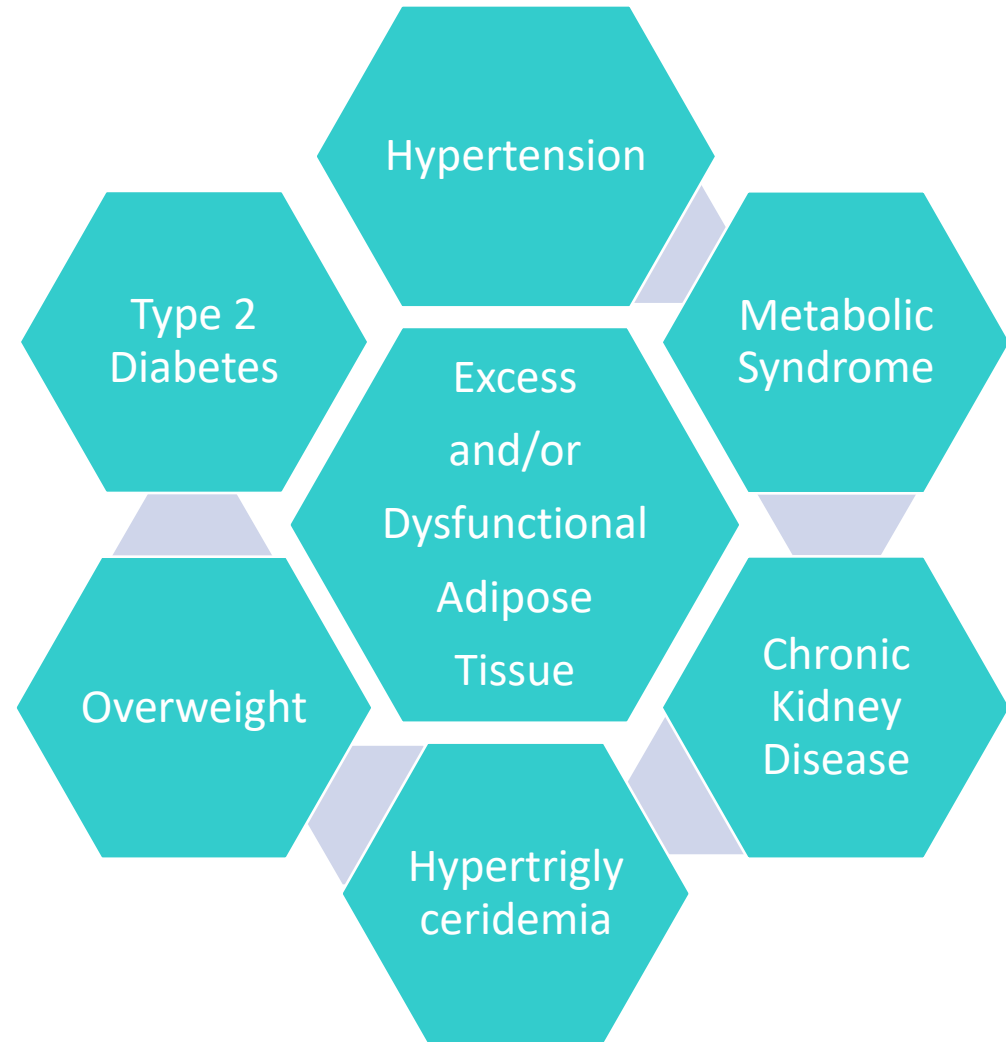 Hypertension
Type 2
Diabetes
Metabolic
Syndrome
Excess
and/or
Dysfunctional
Adipose
Tissue
Overweight
Chronic
Kidney
Disease
Hypertrigly
ceridemia